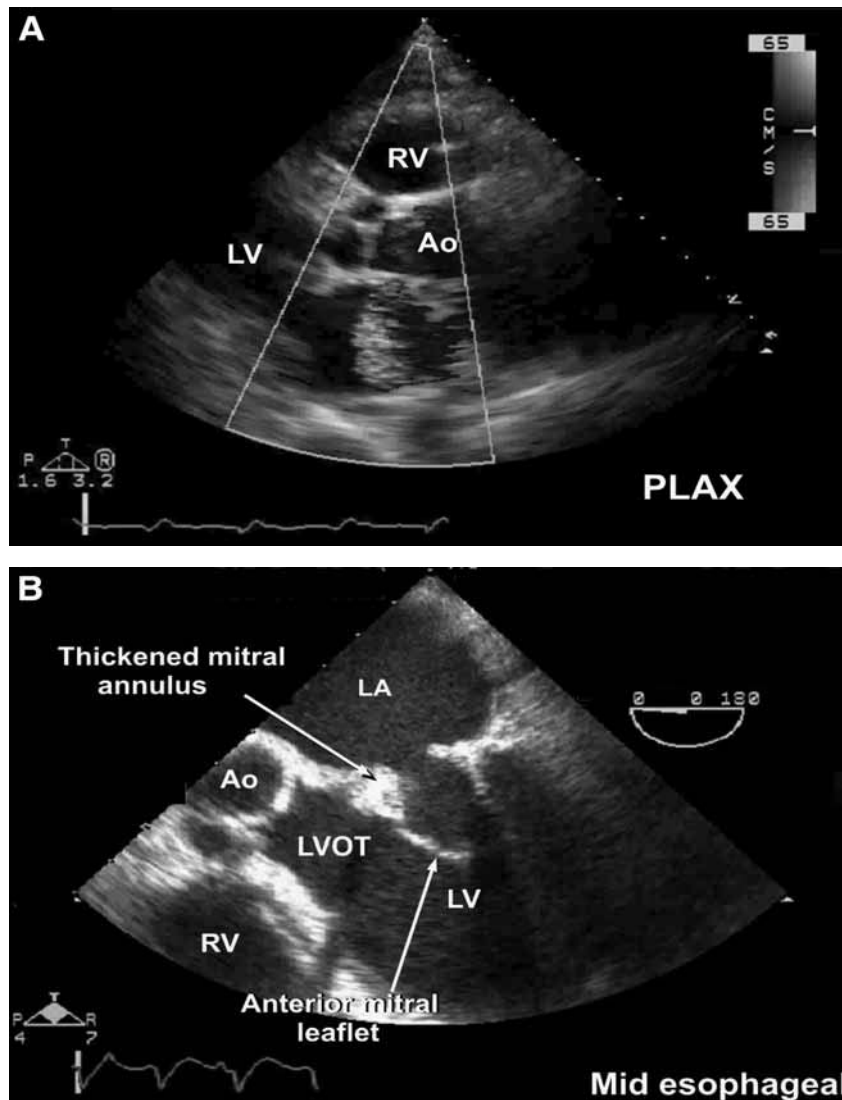 A
65
CM/S
65
RV
Ao
LV
T
P R
1.6 3.2
PLAX
B
Thickened mitral
annulus
LA
0 0 180
Ao
LVOT
LV
RV
Anterior mitral
leaflet
T
P R
4 7
Mid esophageal